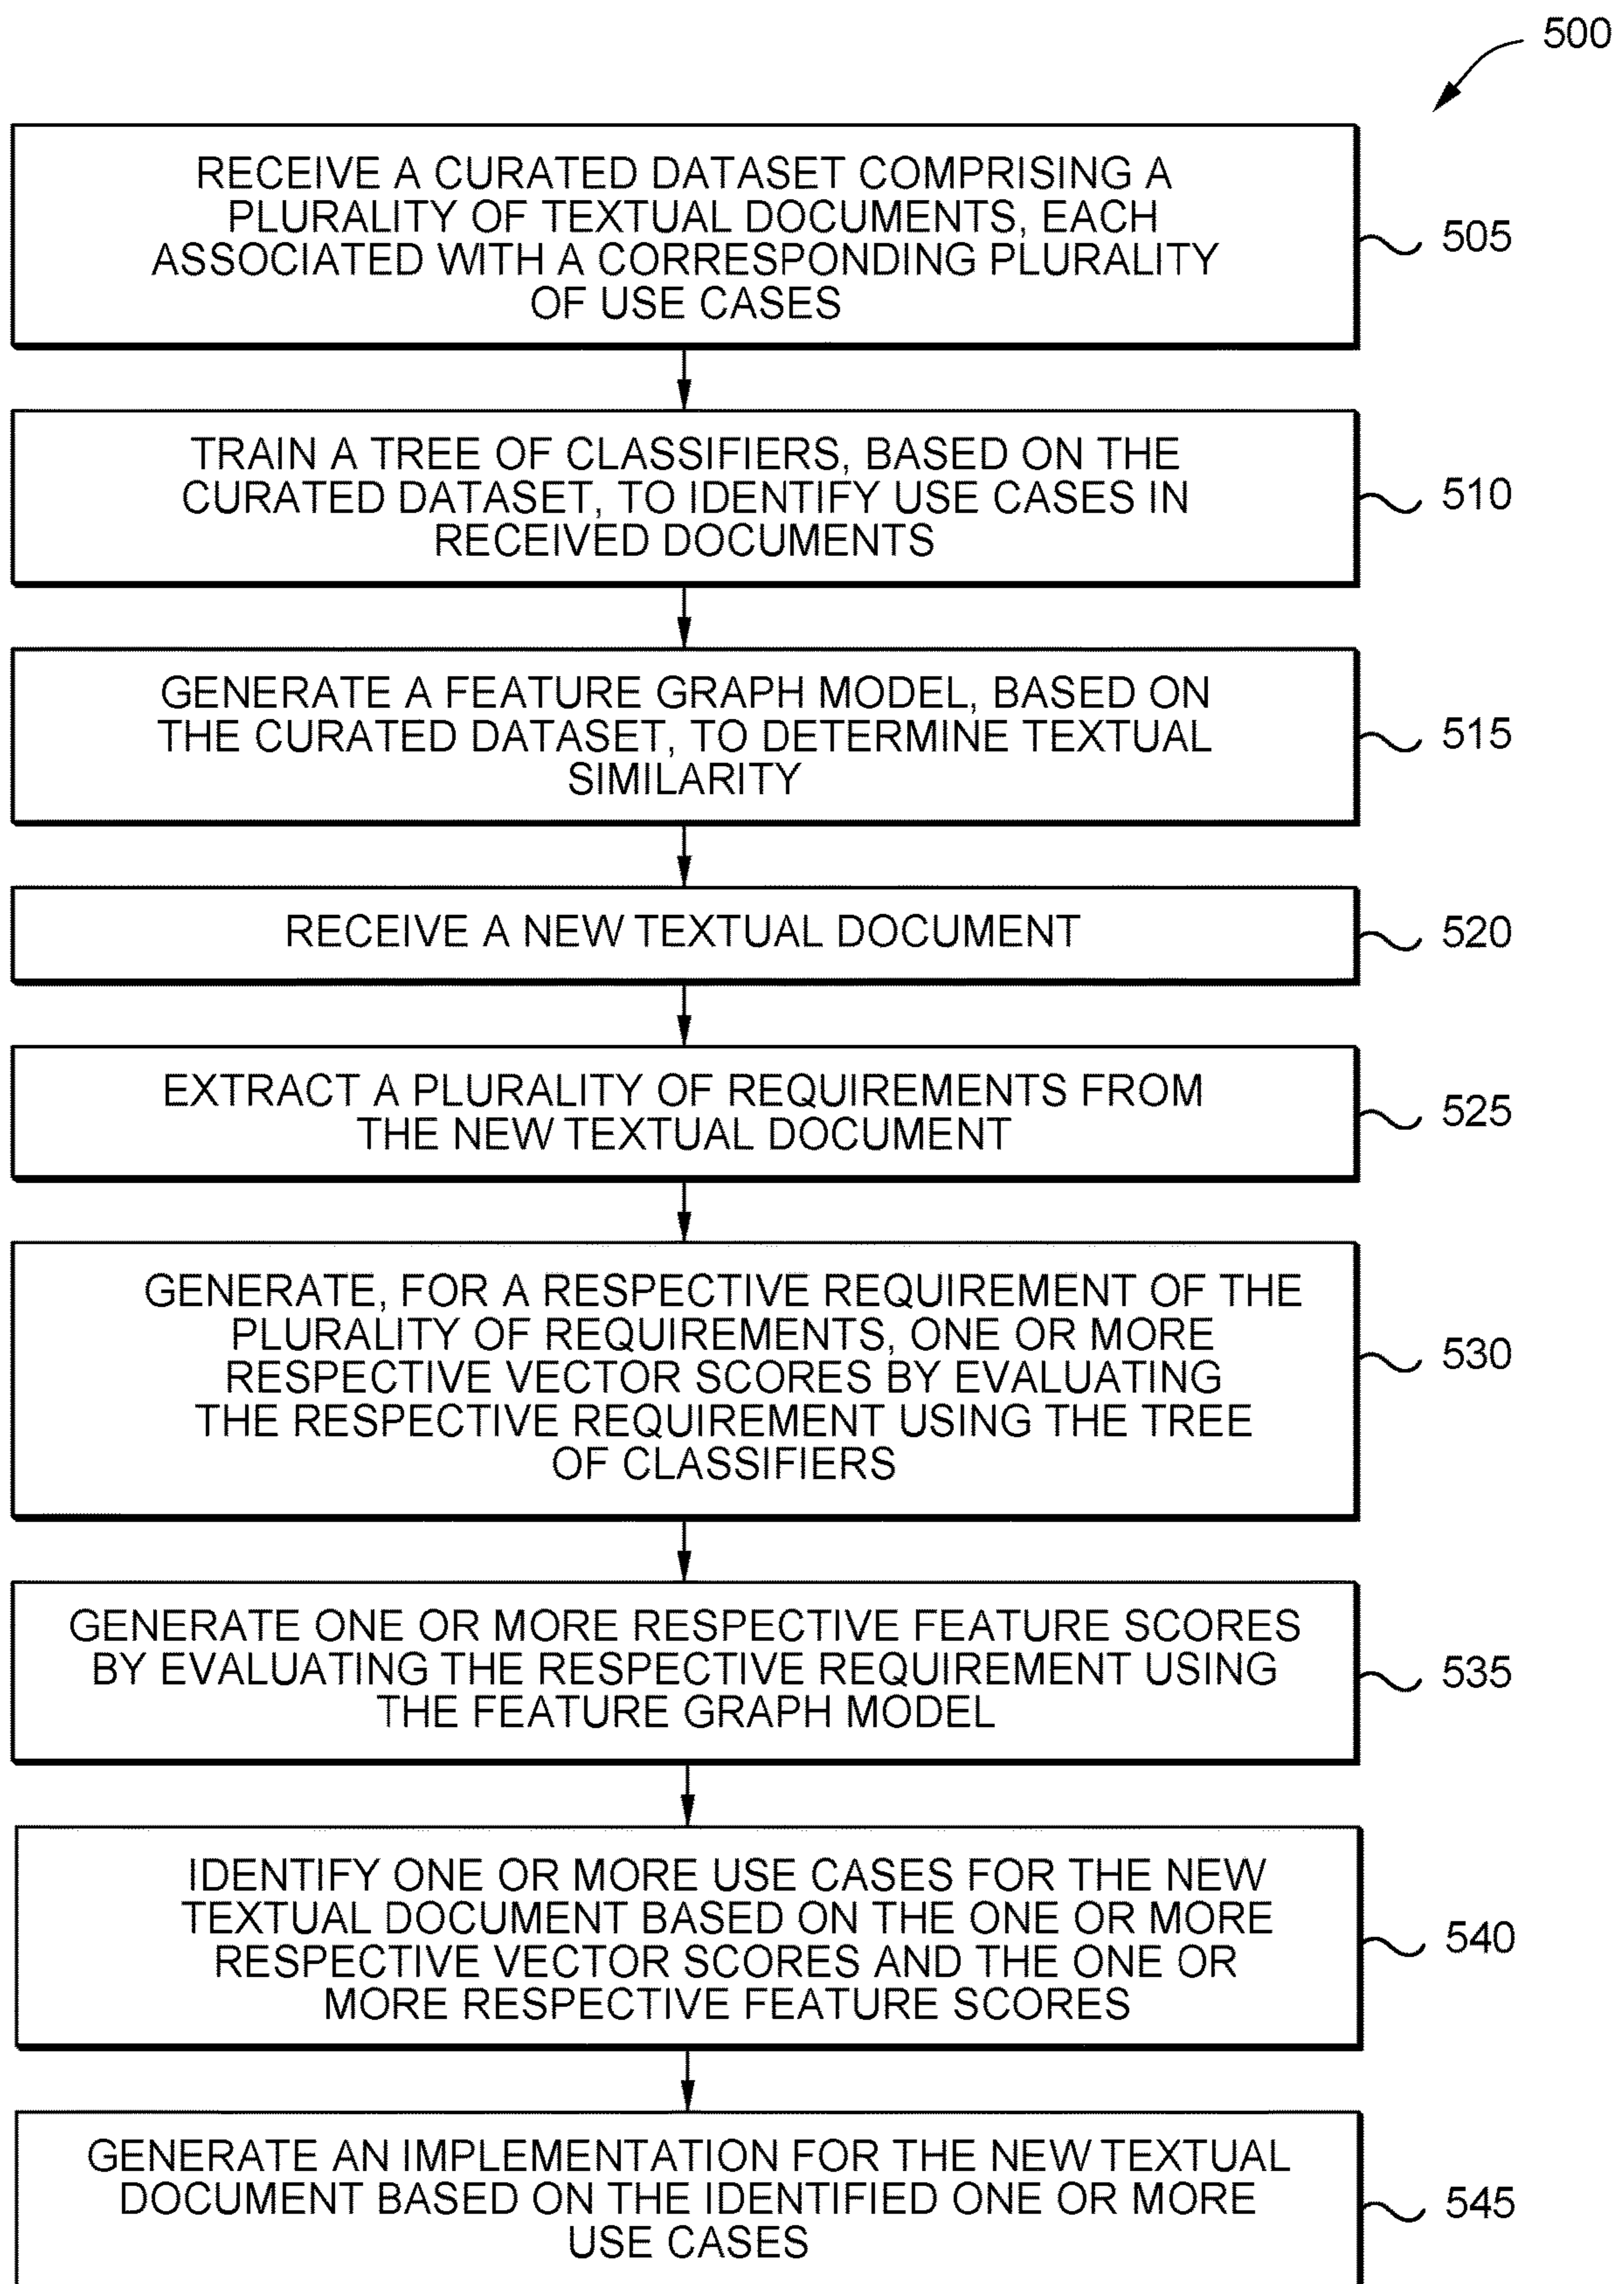 500
RECEIVE A CURATED DATASET COMPRISING A
PLURALITY OF TEXTUAL DOCUMENTS, EACH
ASSOCIATED WITH A CORRESPONDING PLURALITY
OF USE CASES
505
TRAIN A TREE OF CLASSIFIERS, BASED ON THE
CURATED DATASET, TO IDENTIFY USE CASES IN
RECEIVED DOCUMENTS
510
GENERATE A FEATURE GRAPH MODEL, BASED ON
THE CURATED DATASET, TO DETERMINE TEXTUAL
SIMILARITY
515
RECEIVE A NEW TEXTUAL DOCUMENT
520
EXTRACT A PLURALITY OF REQUIREMENTS FROM
THE NEW TEXTUAL DOCUMENT
525
GENERATE, FOR A RESPECTIVE REQUIREMENT OF THE
PLURALITY OF REQUIREMENTS, ONE OR MORE
RESPECTIVE VECTOR SCORES BY EVALUATING
THE RESPECTIVE REQUIREMENT USING THE TREE
OF CLASSIFIERS
530
GENERATE ONE OR MORE RESPECTIVE FEATURE SCORES
BY EVALUATING THE RESPECTIVE REQUIREMENT USING
THE FEATURE GRAPH MODEL
535
IDENTIFY ONE OR MORE USE CASES FOR THE NEW
TEXTUAL DOCUMENT BASED ON THE ONE OR MORE
RESPECTIVE VECTOR SCORES AND THE ONE OR
MORE RESPECTIVE FEATURE SCORES
540
GENERATE AN IMPLEMENTATION FOR THE NEW TEXTUAL
DOCUMENT BASED ON THE IDENTIFIED ONE OR MORE
USE CASES
545